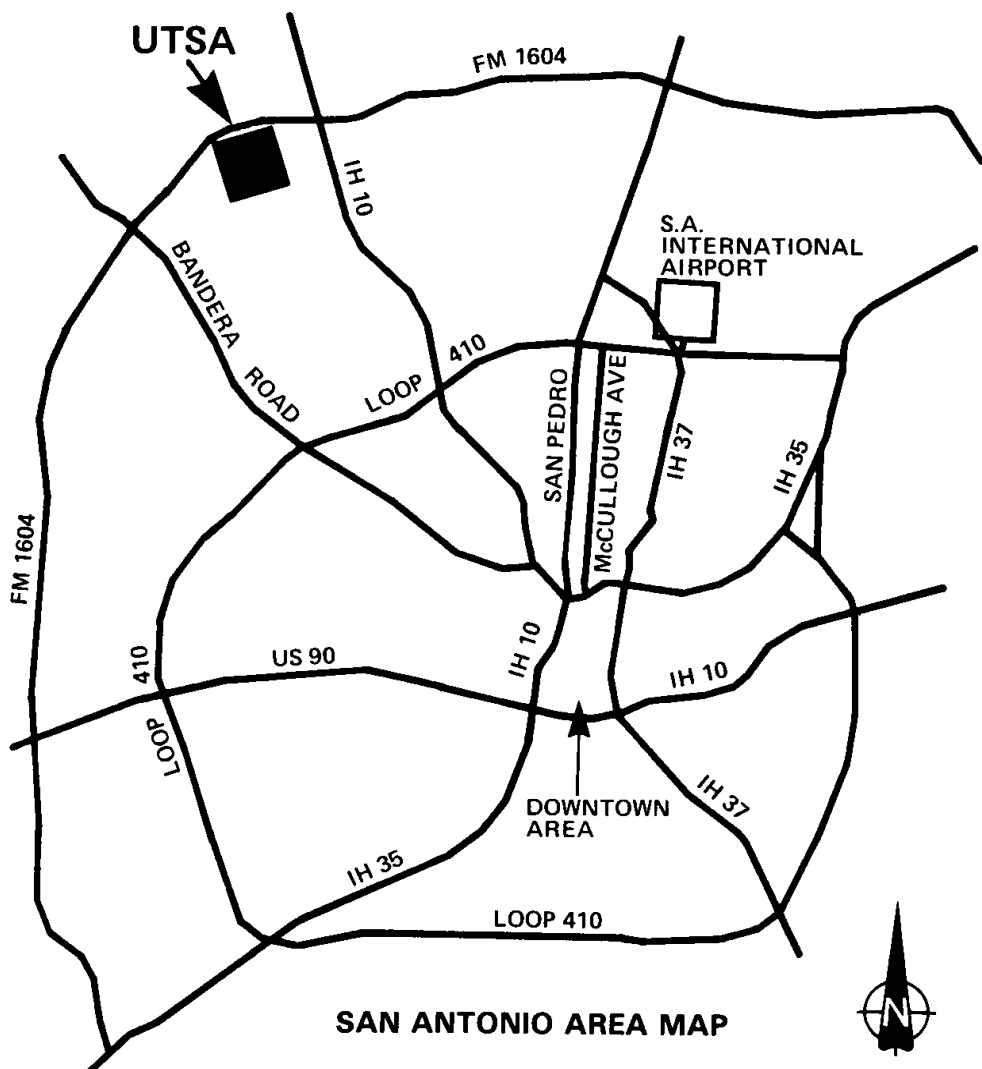 UTSA
FM 1604
IH 10
S.A.
INTERNATIONAL
AIRPORT
BANDERA
ROAD
LOOP
410
SAN PEDRO
McCULLOUGH AVE
IH 37
IH 35
FM 1604
410
LOOP
US 90
IH 10
IH 10
DOWNTOWN
AREA
IH 37
IH 35
LOOP 410
SAN ANTONIO AREA MAP
N